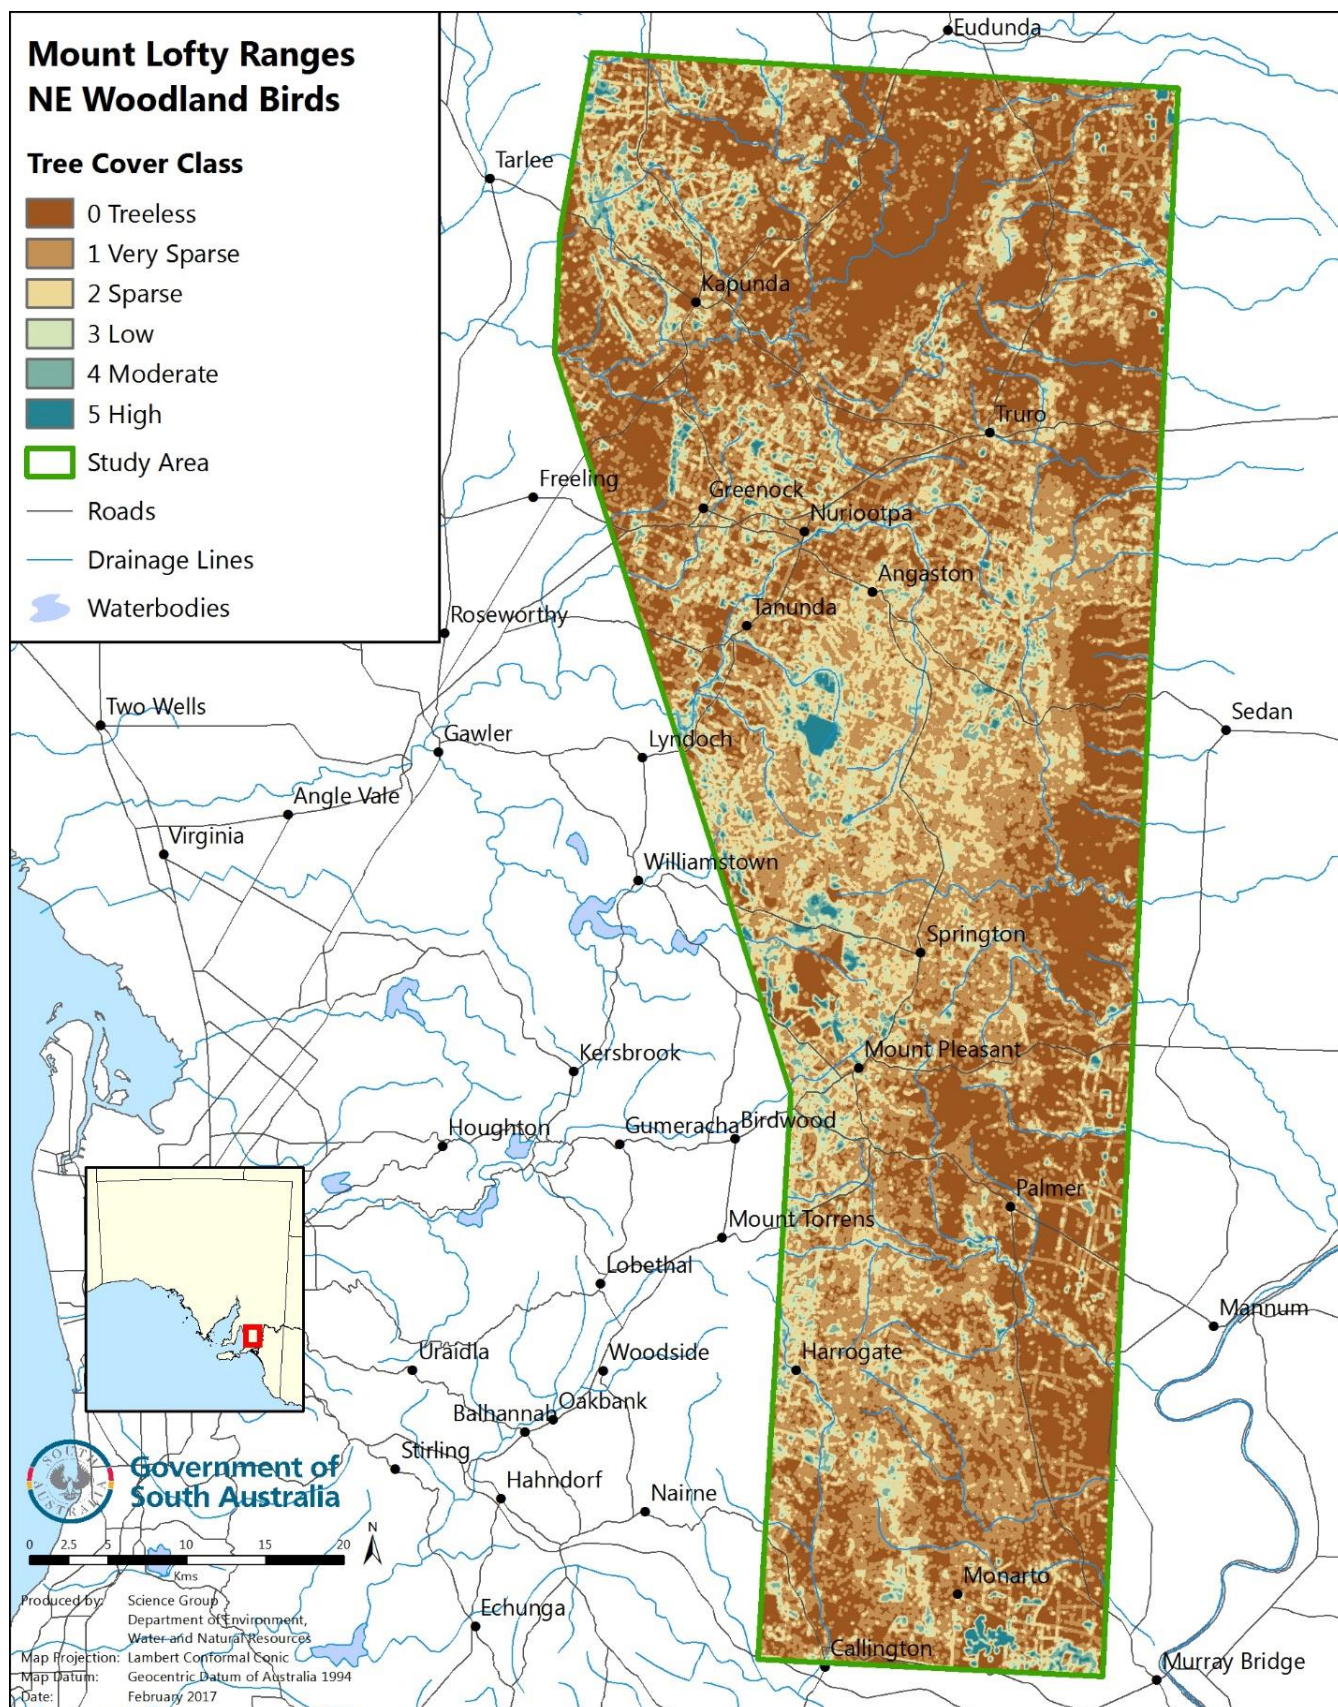 Mount Lofty Ranges
NE Woodland Birds
Tree Cover Class
0 Treeless
1 Very Sparse
2 Sparse
3 Low
4 Moderate
5 High
Study Area
Roads
Drainage Lines
Waterbodies
Eudunda
Tarlee
Kapunda
Truro
Freeling
Greenock
Nuriootpa
Angaston
Tanunda
Roseworthy
Two Wells
Sedan
Gawler
Lyndoch
Angle Vale
Virginia
Williamstown
Springton
Kersbrook
Mount Pleasant
Houghton
Gumeracha
Birdwood
Palmer
Mount Torrens
Lobethal
Mannum
Uraidla
Woodside
Harrogate
Balhannah
Oakbank
Stirling
Hahndorf
Nairne
Monarto
Echunga
Callington
Murray Bridge
SOUTH
AUSTRALIA
Government of
South Australia
0 2.5 5 10 15 20
Kms
N
Produced by: Science Group
Department of Environment,
Water and Natural Resources
Map Projection: Lambert Conformal Conic
Map Datum: Geocentric Datum of Australia 1994
Date: February 2017